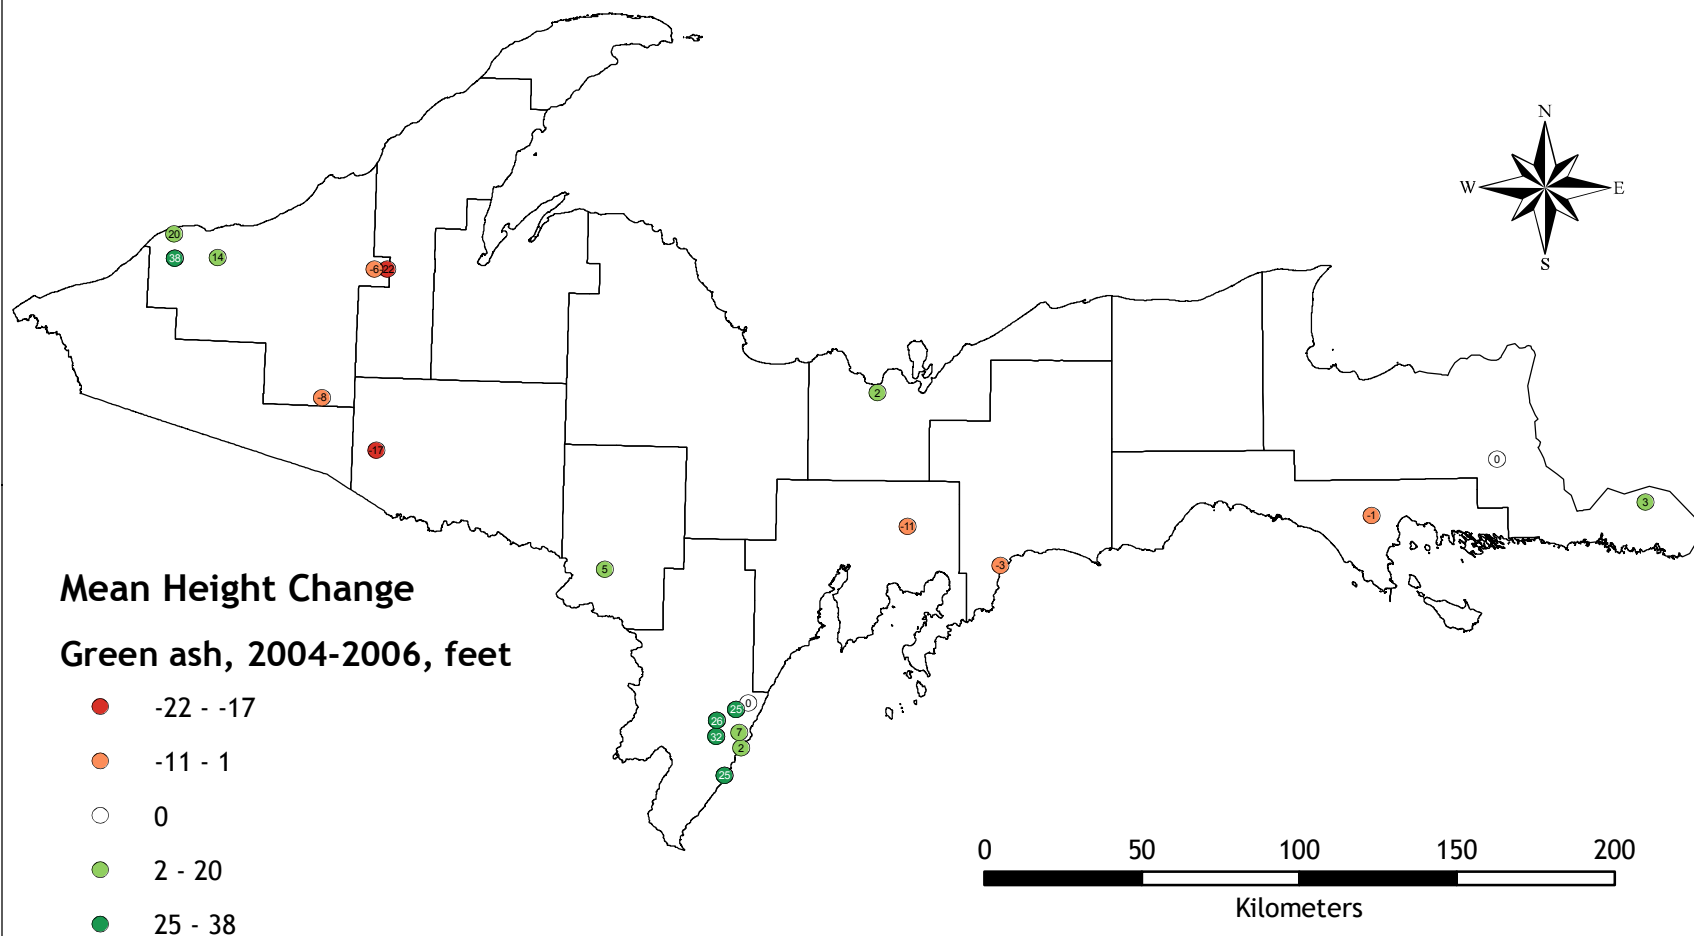 N
W E
S
20
38 14
-6 -22
-8
2
-17
0
3
-1
-11
-3
5
Mean Height Change
Green ash, 2004-2006, feet
-22 - -17
-11 - 1
0
2 - 20
25 - 38
25 0
26
7
32
2
25
0 50 100 150 200
Kilometers